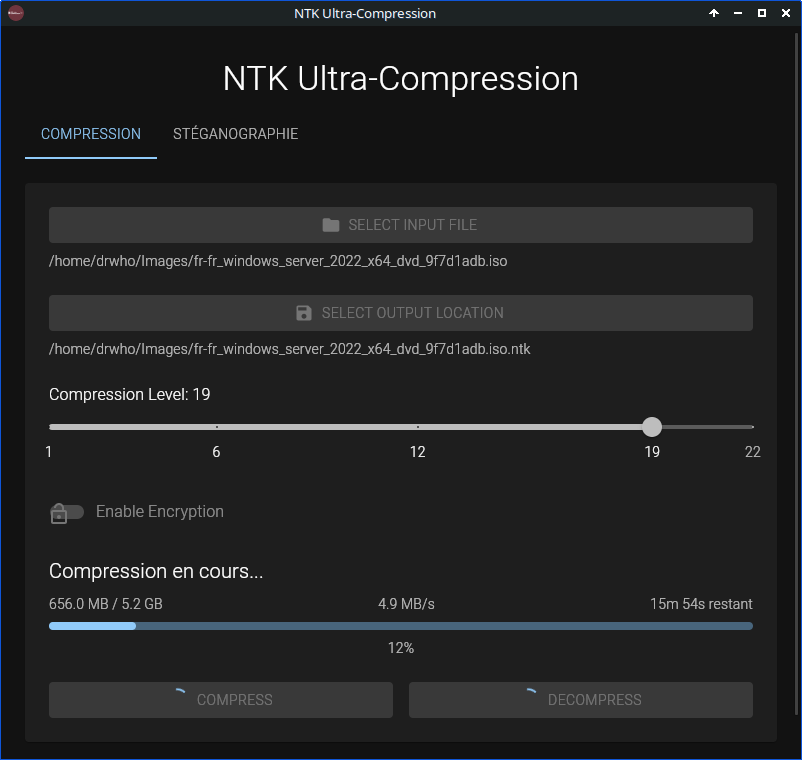 NTK Ultra-Compression
NTK Ultra-Compression
COMPRESSION STÉGANOGRAPHIE
SELECT INPUT FILE
/home/drwho/Images/fr-fr_windows_server_2022_x64_dvd_9f7d1adb.iso
SELECT OUTPUT LOCATION
/home/drwho/Images/fr-fr_windows_server_2022_x64_dvd_9f7d1adb.iso.ntk
Compression Level: 19
1 6 12 19 22
Enable Encryption
Compression en cours...
656.0 MB / 5.2 GB 4.9 MB/s 15m 54s restant
12%
COMPRESS DECOMPRESS